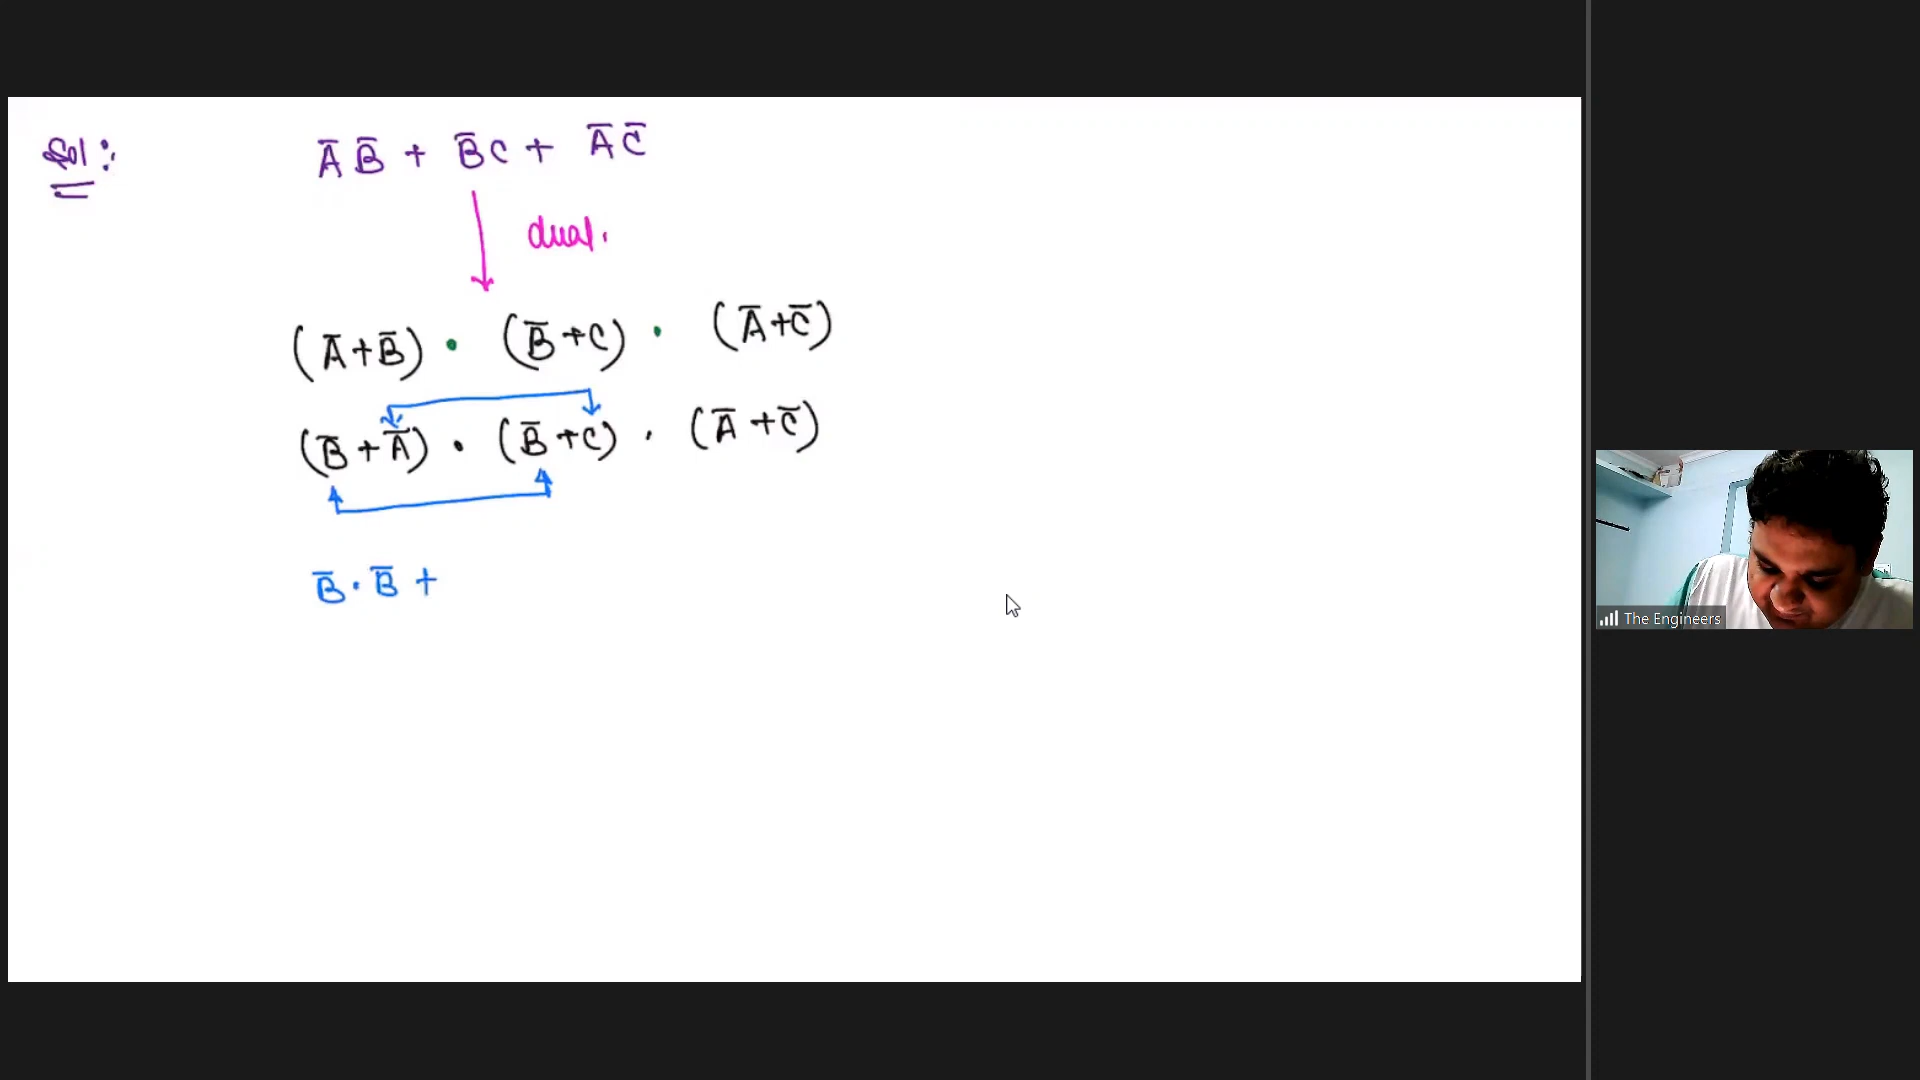 Sol:
A̅ B̅ + B̅ C + A̅ C̅
dual.
(A̅+B̅) · (B̅+C) · (A̅+C̅)
(B̅+A̅) · (B̅+C) · (A̅+C̅)
B̅·B̅ +
The Engineers